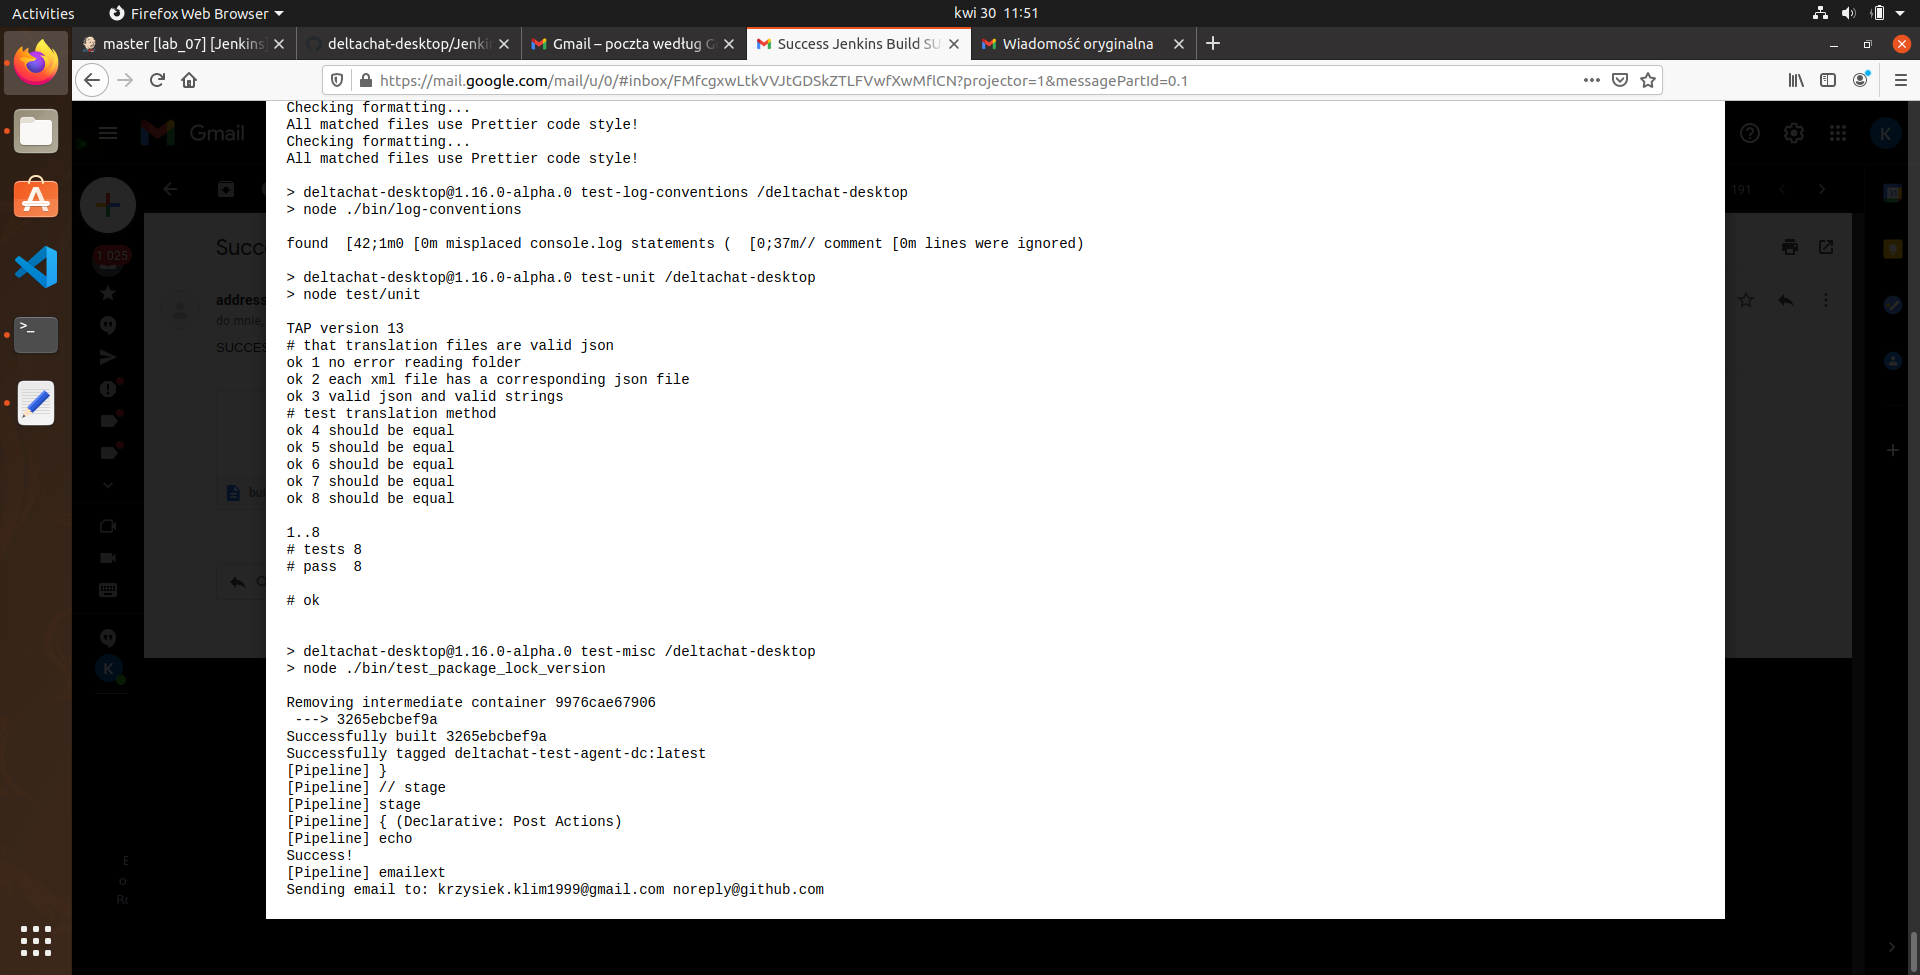 Activities
Firefox Web Browser
kwi 30 11:51
master [lab_07] [Jenkins
deltachat-desktop/Jenki
Gmail – poczta według G
Success Jenkins Build SU
Wiadomość oryginalna
https://mail.google.com/mail/u/0/#inbox/FMfcgxwLtkVVJtGDSkZTLFVwfXwMflCN?projector=1&messagePartId=0.1
Gmail
K
191
1 025
Succ
address
do mnie,
SUCCES
bui
K
Checking formatting...
All matched files use Prettier code style!
Checking formatting...
All matched files use Prettier code style!
> deltachat-desktop@1.16.0-alpha.0 test-log-conventions /deltachat-desktop
> node ./bin/log-conventions
found  [42;1m0 [0m misplaced console.log statements (  [0;37m// comment [0m lines were ignored)
> deltachat-desktop@1.16.0-alpha.0 test-unit /deltachat-desktop
> node test/unit
TAP version 13
# that translation files are valid json
ok 1 no error reading folder
ok 2 each xml file has a corresponding json file
ok 3 valid json and valid strings
# test translation method
ok 4 should be equal
ok 5 should be equal
ok 6 should be equal
ok 7 should be equal
ok 8 should be equal
1..8
# tests 8
# pass  8
# ok
> deltachat-desktop@1.16.0-alpha.0 test-misc /deltachat-desktop
> node ./bin/test_package_lock_version
Removing intermediate container 9976cae67906
---> 3265ebcbef9a
Successfully built 3265ebcbef9a
Successfully tagged deltachat-test-agent-dc:latest
[Pipeline] }
[Pipeline] // stage
[Pipeline] stage
[Pipeline] { (Declarative: Post Actions)
[Pipeline] echo
Success!
[Pipeline] emailext
Sending email to: krzysiek.klim1999@gmail.com noreply@github.com